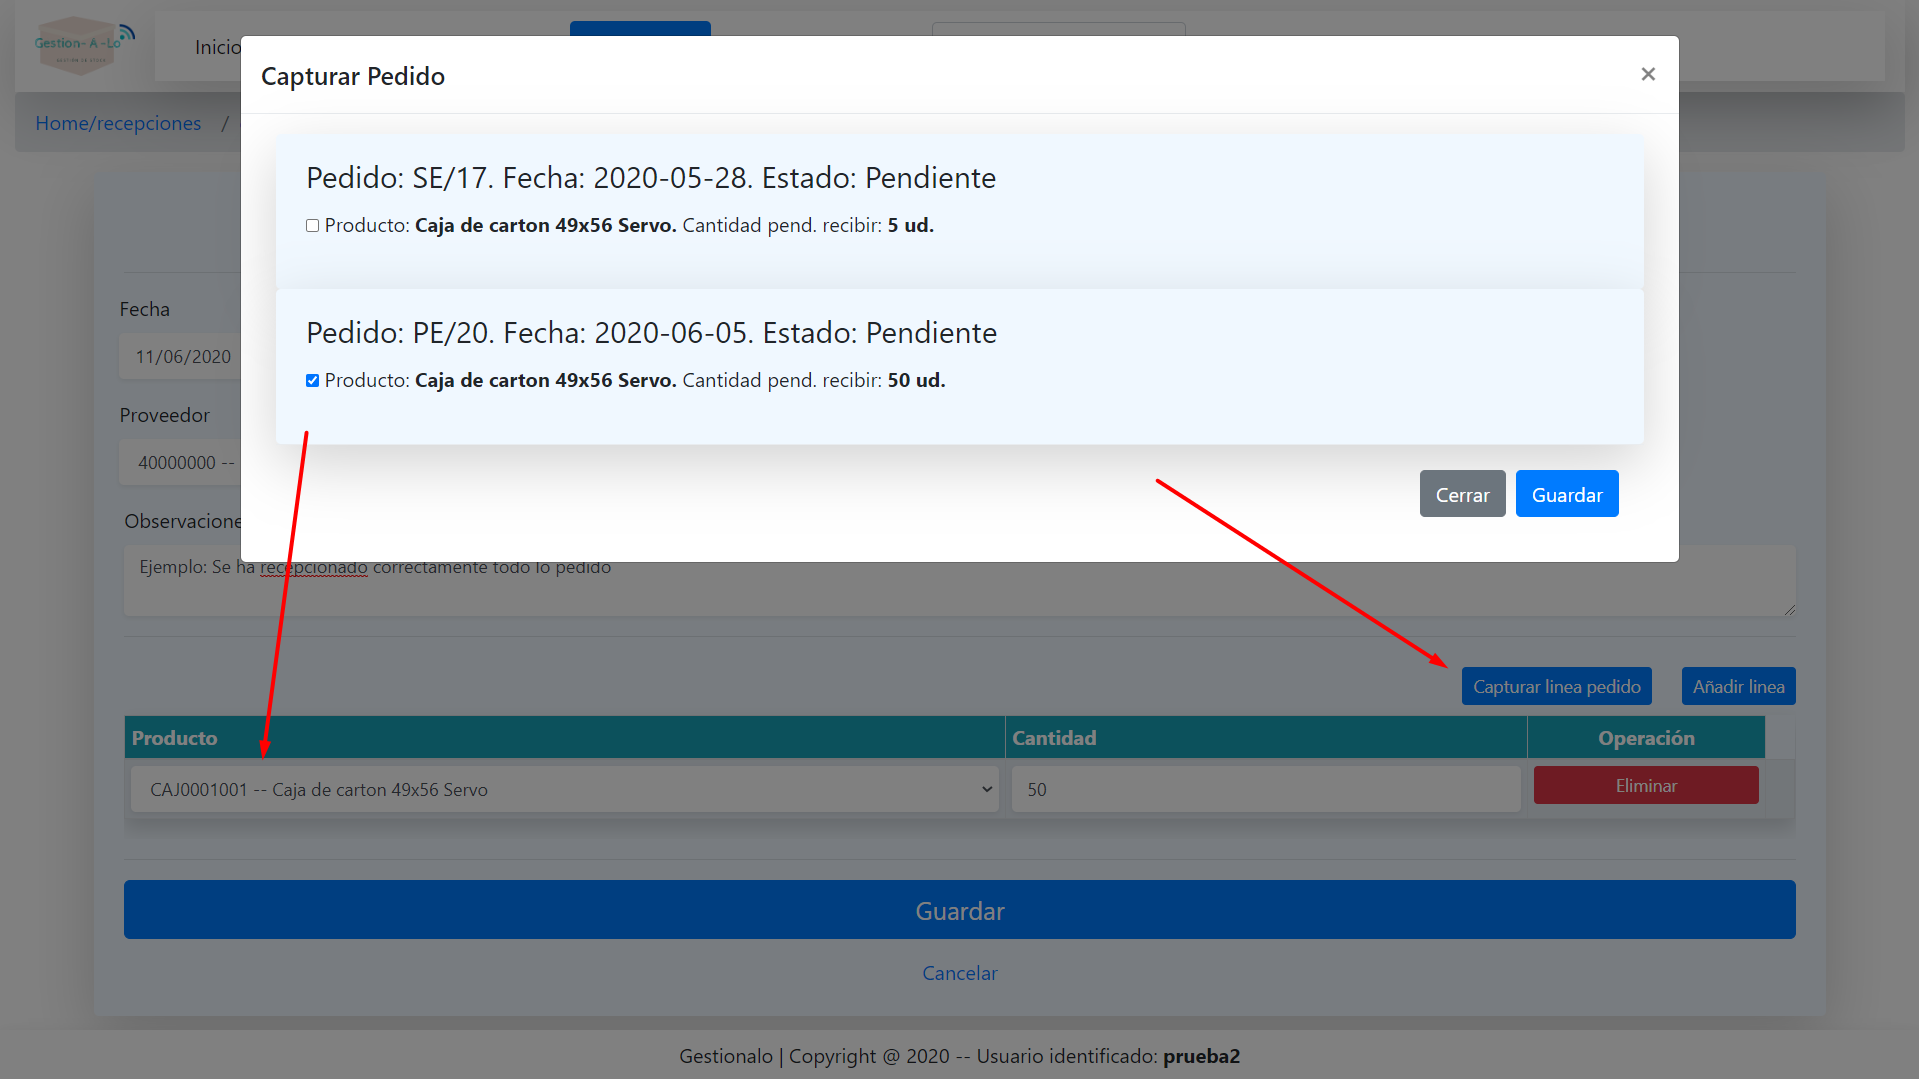 Gestion-A-Lo
Inicio
Capturar Pedido
×
Home/recepciones /
Pedido: SE/17. Fecha: 2020-05-28. Estado: Pendiente
Producto: Caja de carton 49x56 Servo. Cantidad pend. recibir: 5 ud.
Fecha
Pedido: PE/20. Fecha: 2020-06-05. Estado: Pendiente
11/06/2020
Producto: Caja de carton 49x56 Servo. Cantidad pend. recibir: 50 ud.
Proveedor
40000000 --
Cerrar Guardar
Observacione
Ejemplo: Se ha recepcionado correctamente todo lo pedido
Capturar linea pedido Añadir linea
Producto Cantidad Operación
CAJ0001001 -- Caja de carton 49x56 Servo 50 Eliminar
Guardar
Cancelar
Gestionalo | Copyright @ 2020 -- Usuario identificado: prueba2